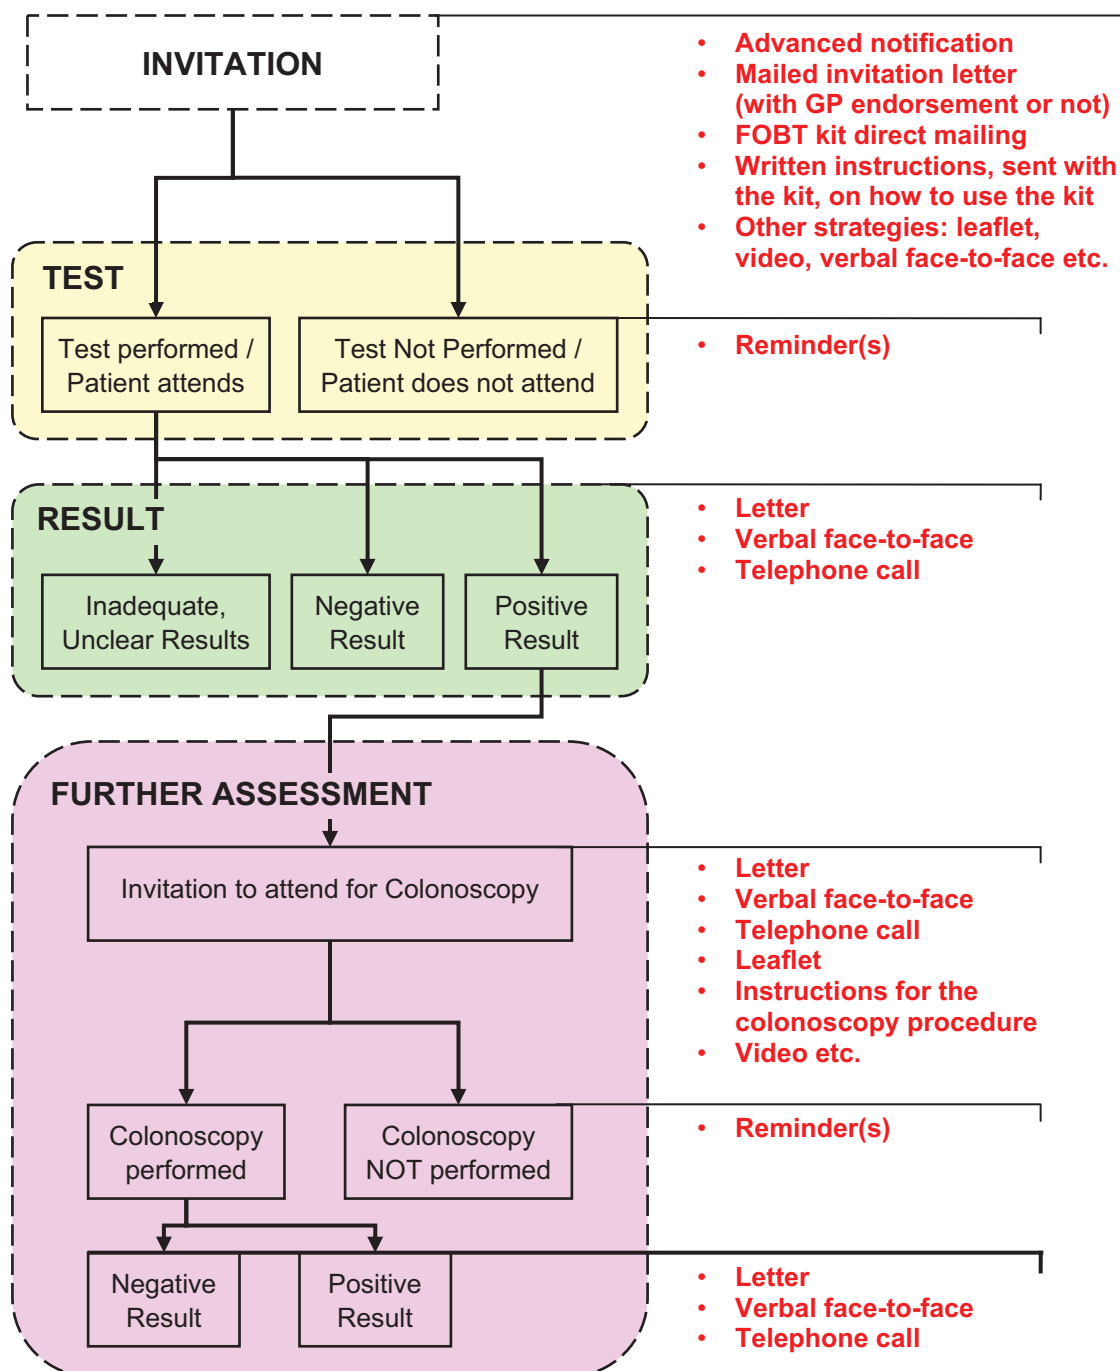 INVITATION
• Advanced notification
• Mailed invitation letter
(with GP endorsement or not)
• FOBT kit direct mailing
• Written instructions, sent with
the kit, on how to use the kit
• Other strategies: leaflet,
video, verbal face-to-face etc.
TEST
Test performed /
Patient attends
Test Not Performed /
Patient does not attend
• Reminder(s)
RESULT
Inadequate,
Unclear Results
Negative
Result
Positive
Result
• Letter
• Verbal face-to-face
• Telephone call
FURTHER ASSESSMENT
Invitation to attend for Colonoscopy
• Letter
• Verbal face-to-face
• Telephone call
• Leaflet
• Instructions for the
colonoscopy procedure
• Video etc.
Colonoscopy
performed
Colonoscopy
NOT performed
• Reminder(s)
Negative
Result
Positive
Result
• Letter
• Verbal face-to-face
• Telephone call